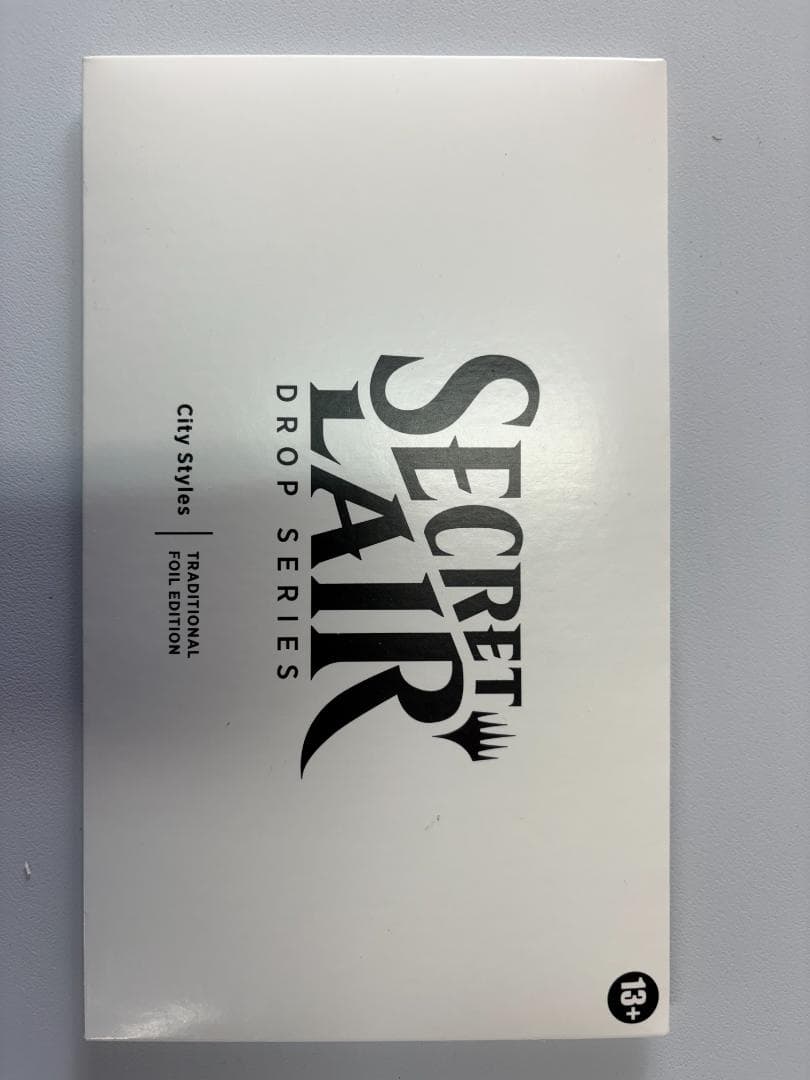 SECRET
LAIR
DROP SERIES
City Styles
TRADITIONAL
FOIL EDITION
13+